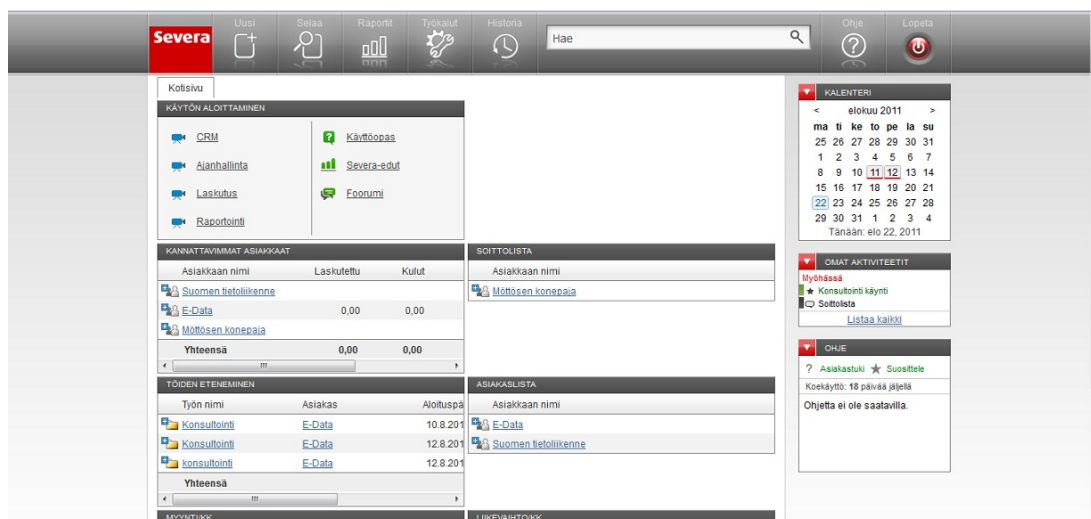 Severa
Uusi Selaa Raportit Työkalut Historia Hae Ohje Lopeta
Kotisivu
KÄYTÖN ALOITTAMINEN
CRM Käyttöopas
Ajanhallinta Severa-edut
Laskutus Foorumi
Raportointi
KANNATTAVIMMAT ASIAKKAAT
Asiakkaan nimi Laskutettu Kulut
Suomen tietoliikenne
E-Data 0,00 0,00
Möttösen konepaja
Yhteensä 0,00 0,00
SOITTOLISTA
Asiakkaan nimi
Möttösen konepaja
TÖIDEN ETENEMINEN
Työn nimi Asiakas Aloituspä
Konsultointi E-Data 10.8.201
Konsultointi E-Data 12.8.201
konsultointi E-Data 12.8.201
Yhteensä
ASIAKASLISTA
Asiakkaan nimi
E-Data
Suomen tietoliikenne
MYYNTI/KK
LIIKEVAIHTO/KK
KALENTERI
< elokuu 2011 >
ma ti ke to pe la su
25 26 27 28 29 30 31
1 2 3 4 5 6 7
8 9 10 11 12 13 14
15 16 17 18 19 20 21
22 23 24 25 26 27 28
29 30 31 1 2 3 4
Tänään: elo 22, 2011
OMAT AKTIVITEETIT
Myöhässä
Konsultointi käynti
Soittolista
Listaa kaikki
OHJE
? Asiakastuki Suosittele
Koekäyttö: 18 päivää jäljellä
Ohjetta ei ole saatavilla.